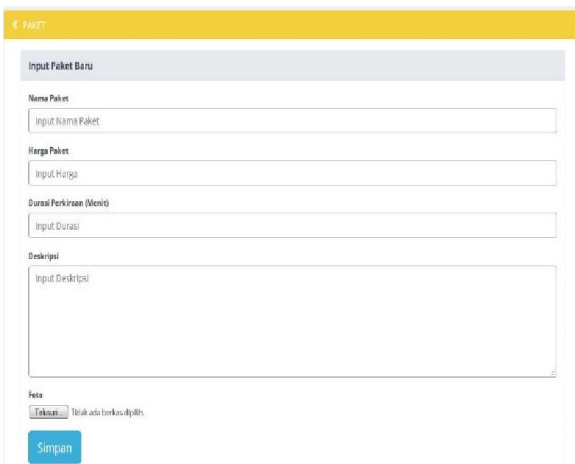 PAKET
Input Paket Baru
Nama Paket
Input Nama Paket
Harga Paket
Input Harga
Durasi Perkiraan (Menit)
Input Durasi
Deskripsi
Input Deskripsi
Foto
Telusuri... Tidak ada berkas dipilih.
Simpan